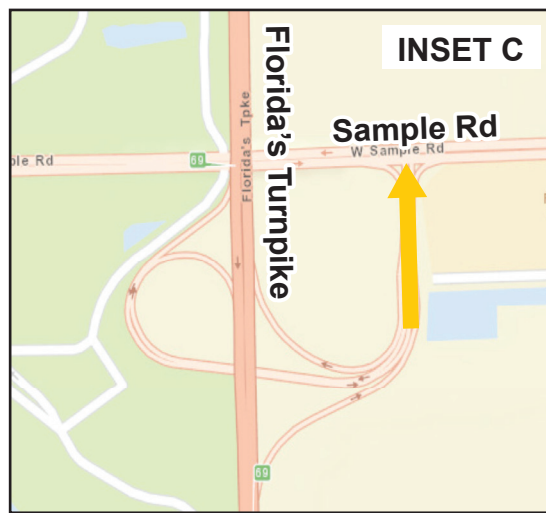 INSET C
Sample Rd
W Sample Rd
ple Rd
69
Florida's Tpke
Florida's Turnpike
69